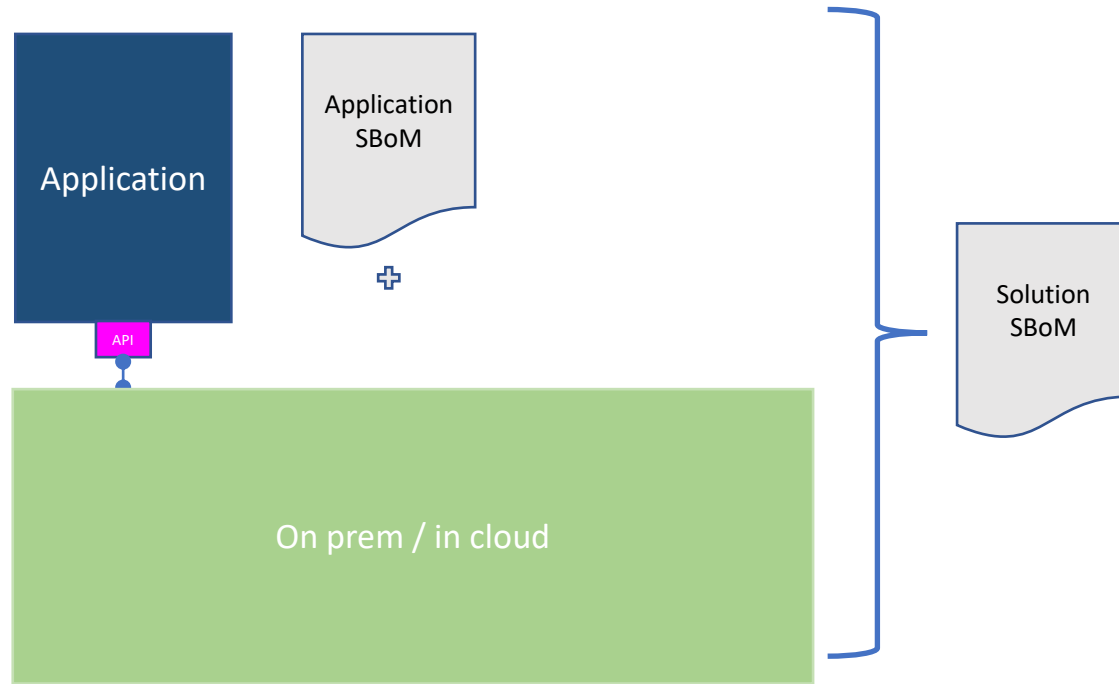 Application
SBoM
Application
API
Solution
SBoM
On prem / in cloud